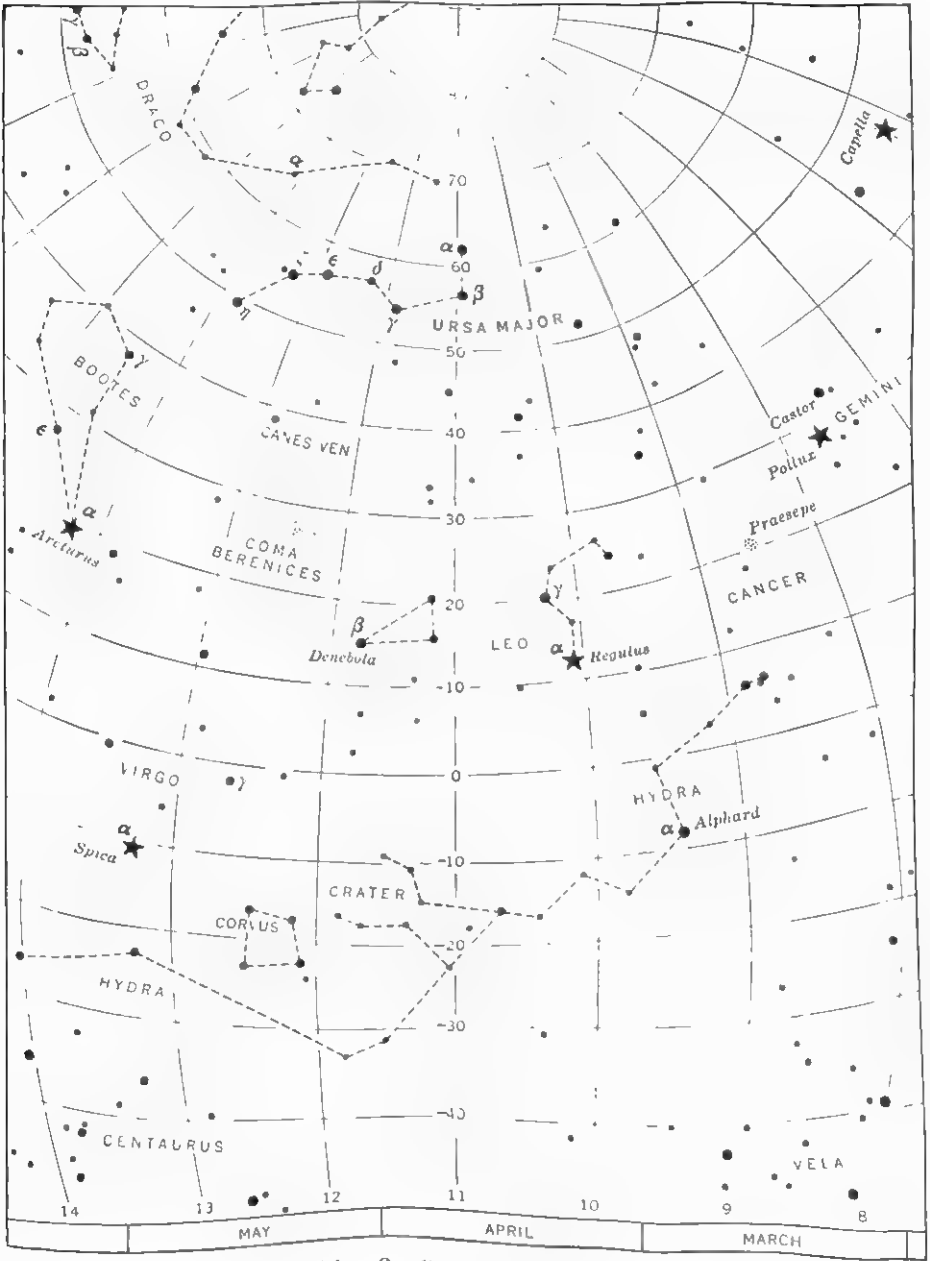 γ
β
DRACO
α
Capella
70
α
60
ε
δ
β
η
γ
URSA MAJOR
50
BOOTES
γ
Castor
GEMINI
ε
CANES VEN
40
Pollux
α
30
Praesepe
Arcturus
COMA
BERENICES
γ
CANCER
20
β
LEO
α
Denebola
Regulus
-10
VIRGO
γ
0
HYDRA
α
Alphard
α
Spica
-10
CRATER
CORVUS
-20
HYDRA
-30
-40
CENTAURUS
VELA
14
13
12
11
10
9
8
MAY
APRIL
MARCH